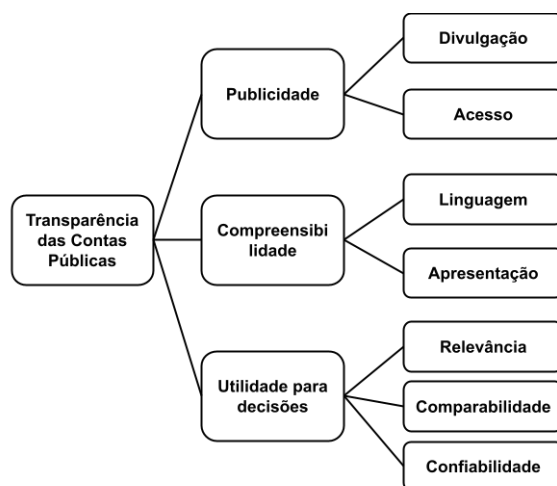 Transparência
das Contas
Públicas
Publicidade
Divulgação
Acesso
Compreensibi
lidade
Linguagem
Apresentação
Utilidade para
decisões
Relevância
Comparabilidade
Confiabilidade